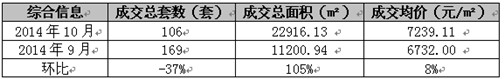 综合信息 成交总套数（套） 成交总面积（m²） 成交均价（元/m²）
2014年10月 106 22916.13 7239.11
2014年9月 169 11200.94 6732.00
环比 -37% 105% 8%